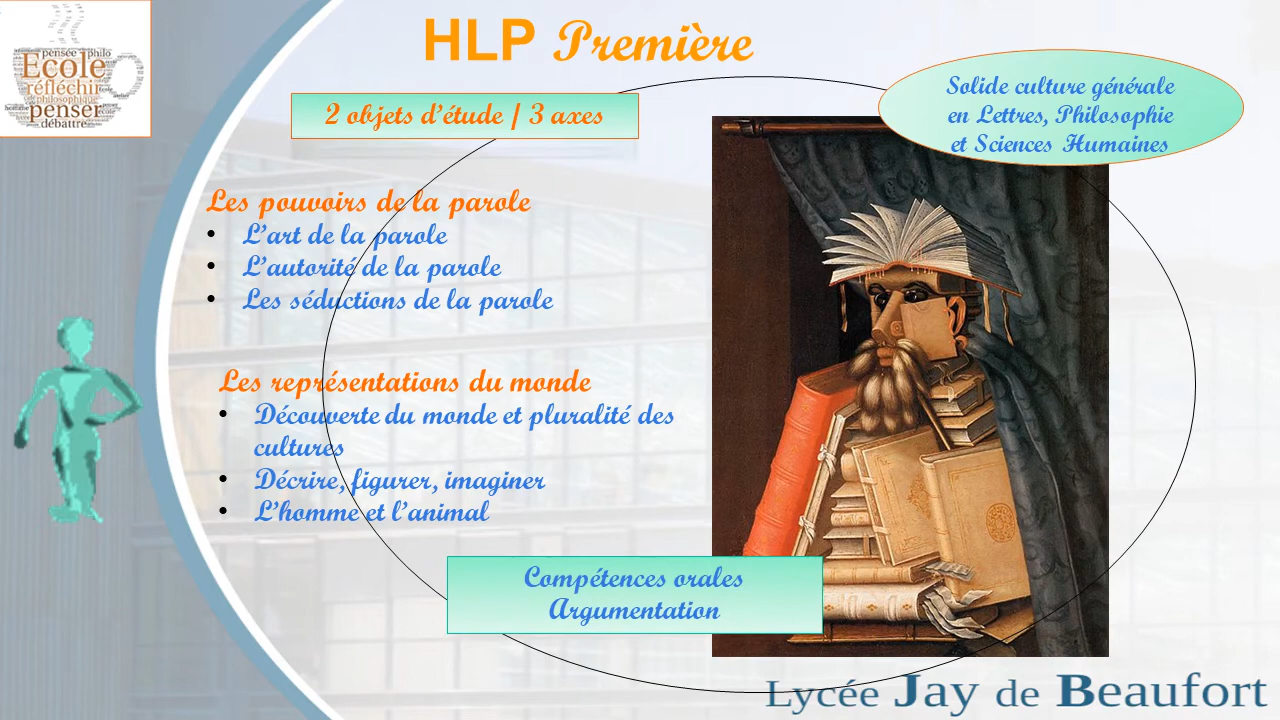 HLP Première
pensée philo
Ecole
réfléchir
philosophique
penser
débattre
2 objets d'étude / 3 axes
Solide culture générale
en Lettres, Philosophie
et Sciences Humaines
Les pouvoirs de la parole
• L'art de la parole
• L'autorité de la parole
• Les séductions de la parole
Les représentations du monde
• Découverte du monde et pluralité des
cultures
• Décrire, figurer, imaginer
• L'homme et l'animal
Compétences orales
Argumentation
Lycée Jay de Beaufort